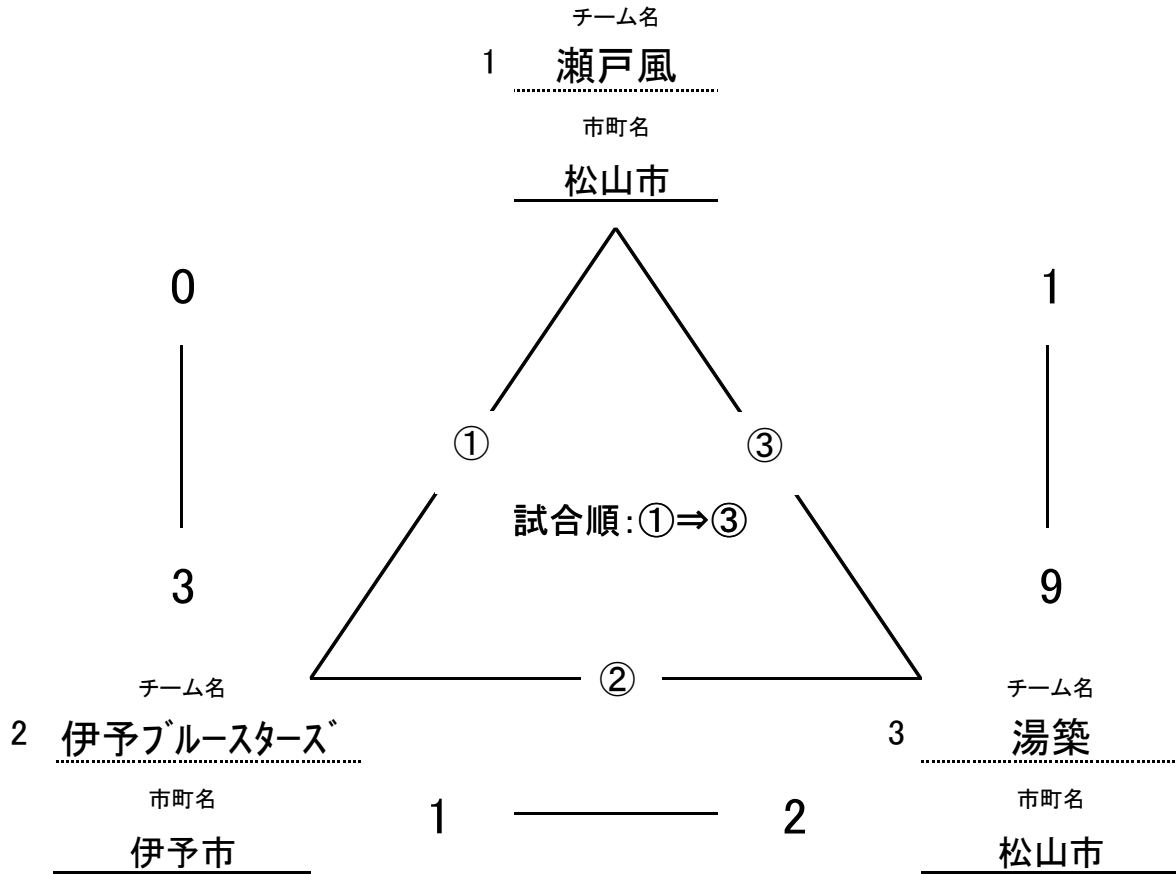 チーム名
1 瀬戸風
市町名
松山市
0 1
① ③
試合順：①⇒③
3 9
②
チーム名 チーム名
2 伊予ﾌﾞﾙｰｽﾀｰｽﾞ 3 湯築
市町名 市町名
1 2
伊予市 松山市